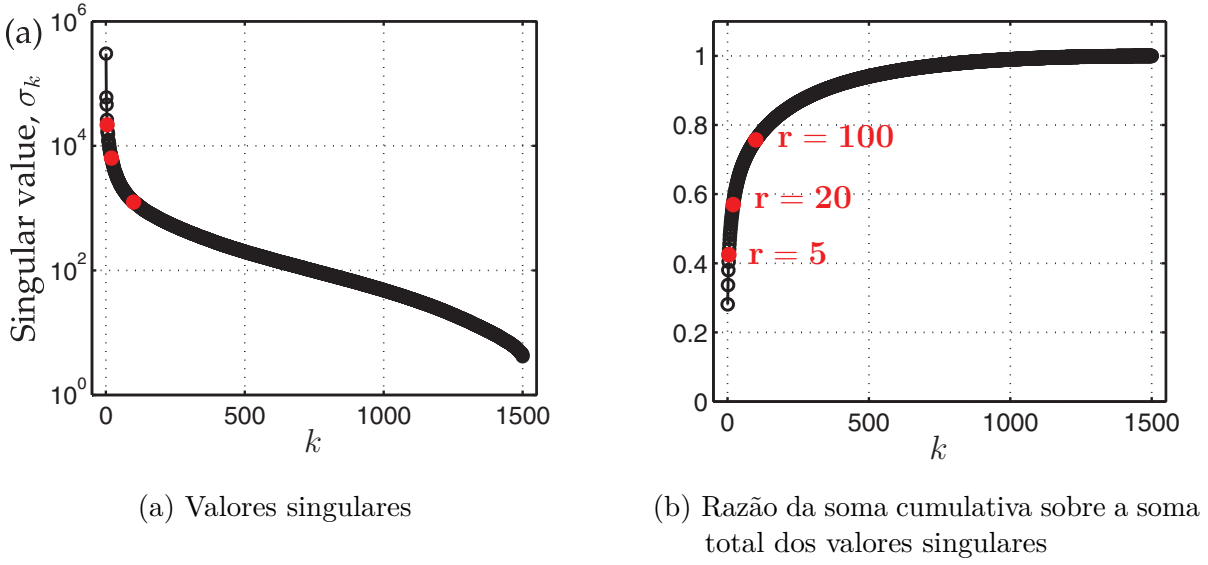 (a)
Singular value, σ_k
10^6
10^4
10^2
10^0
0 500 1000 1500
k
(a) Valores singulares
1
0.8
0.6
0.4
0.2
0
r = 100
r = 20
r = 5
0 500 1000 1500
k
(b) Razão da soma cumulativa sobre a soma
total dos valores singulares